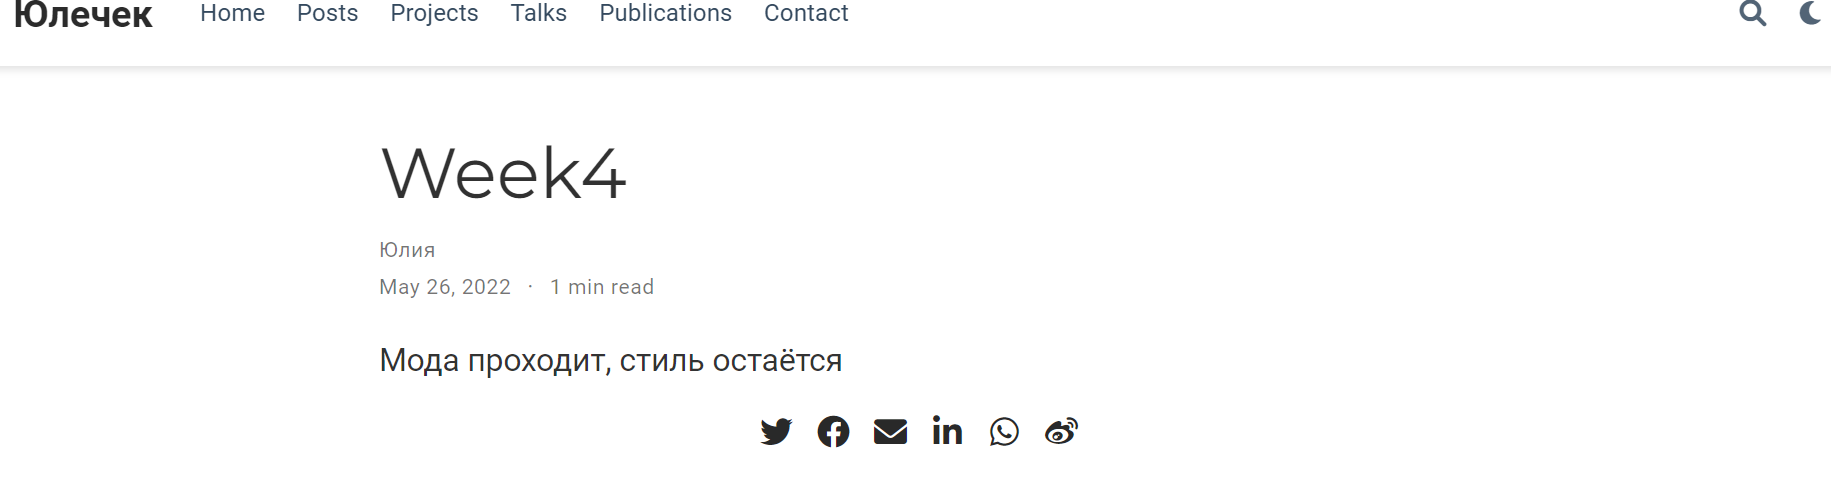 Юлечек Home Posts Projects Talks Publications Contact
Week4
Юлия
May 26, 2022 · 1 min read
Мода проходит, стиль остаётся